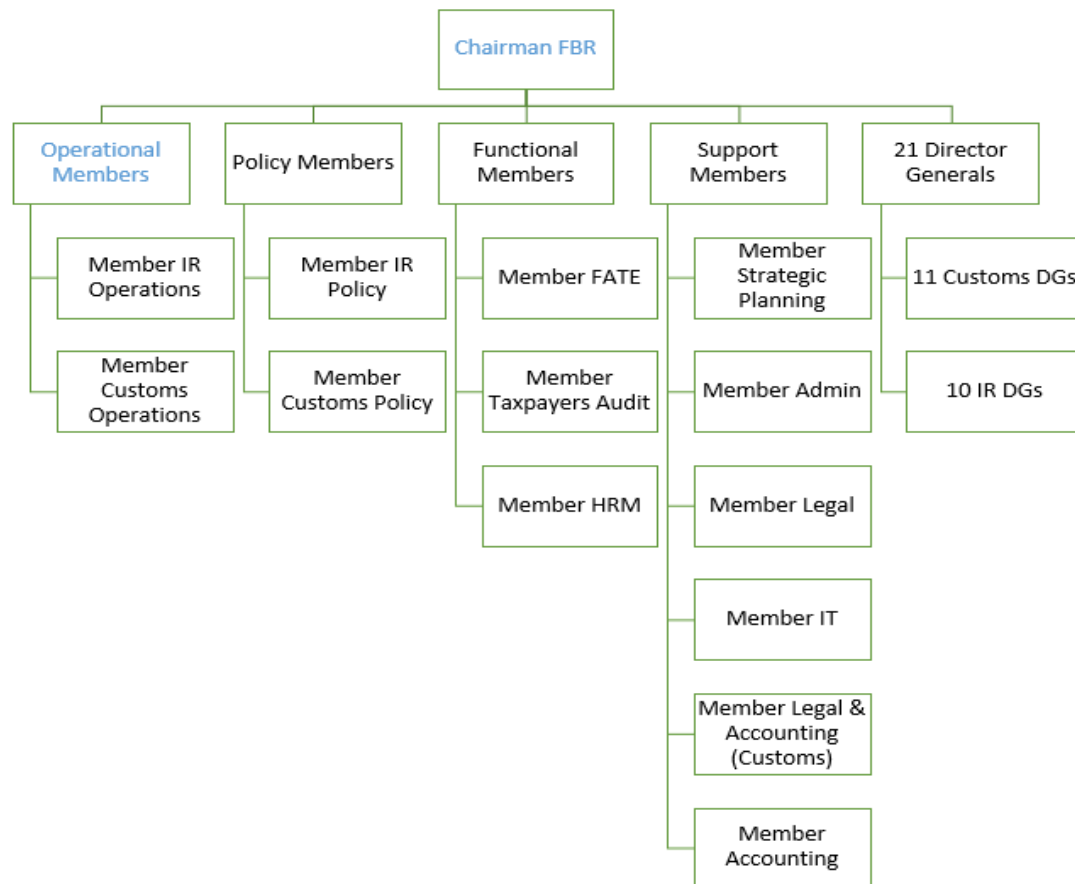 Chairman FBR
Operational
Members
Policy Members
Functional
Members
Support
Members
21 Director
Generals
Member IR
Operations
Member
Customs
Operations
Member IR
Policy
Member
Customs Policy
Member FATE
Member
Taxpayers Audit
Member HRM
Member
Strategic
Planning
Member Admin
Member Legal
Member IT
Member Legal &
Accounting
(Customs)
Member
Accounting
11 Customs DGs
10 IR DGs